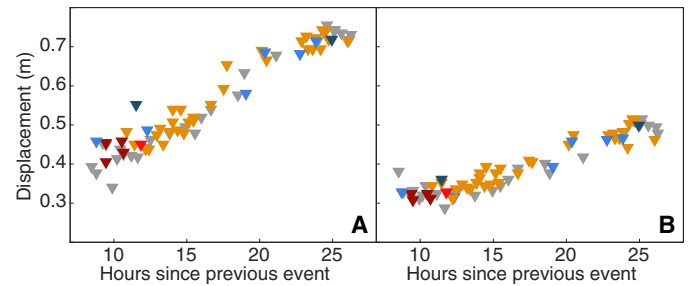 Displacement (m)
0.7
0.6
0.5
0.4
0.3
A
B
10 15 20 25 10 15 20 25
Hours since previous event Hours since previous event